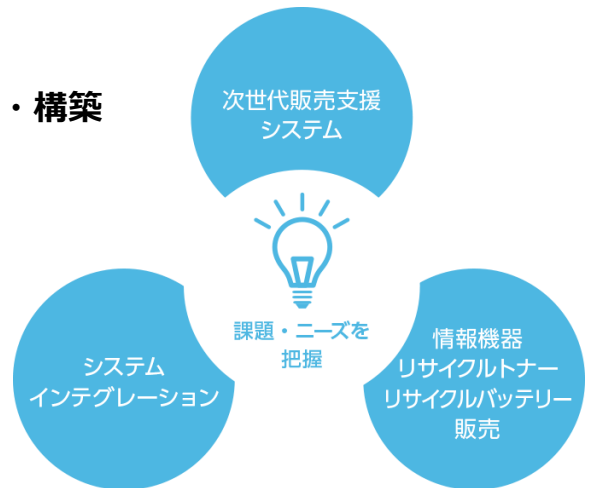 ・構築
次世代販売支援
システム
課題・ニーズを
把握
システム
インテグレーション
情報機器
リサイクルトナー
リサイクルバッテリー
販売